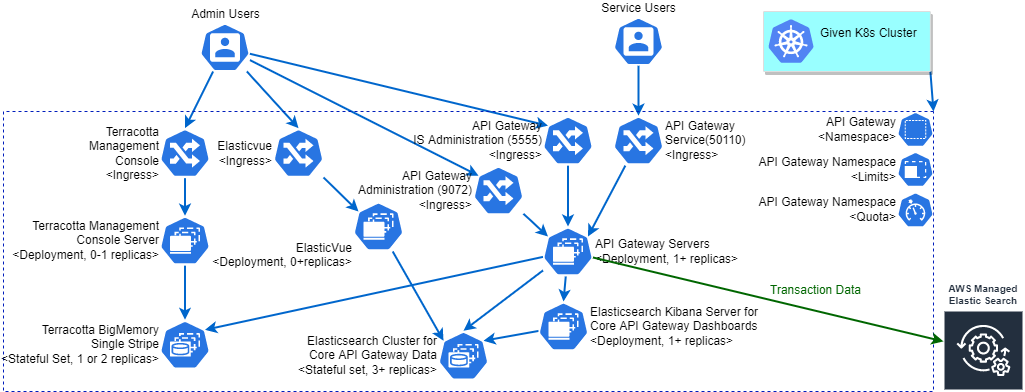 Admin Users
Service Users
Given K8s Cluster
Terracotta
Management
Console
<Ingress>
Elasticvue
<Ingress>
API Gateway
IS Administration (5555)
<Ingress>
API Gateway
Service(50110)
<Ingress>
API Gateway
<Namespace>
API Gateway Namespace
<Limits>
API Gateway Namespace
<Quota>
API Gateway
Administration (9072)
<Ingress>
Terracotta Management
Console Server
<Deployment, 0-1 replicas>
ElasticVue
<Deployment, 0+replicas>
API Gateway Servers
<Deployment, 1+ replicas>
Transaction Data
AWS Managed
Elastic Search
Terracotta BigMemory
Single Stripe
<Stateful Set, 1 or 2 replicas>
Elasticsearch Cluster for
Core API Gateway Data
<Stateful set, 3+ replicas>
Elasticsearch Kibana Server for
Core API Gateway Dashboards
<Deployment, 1+ replicas>